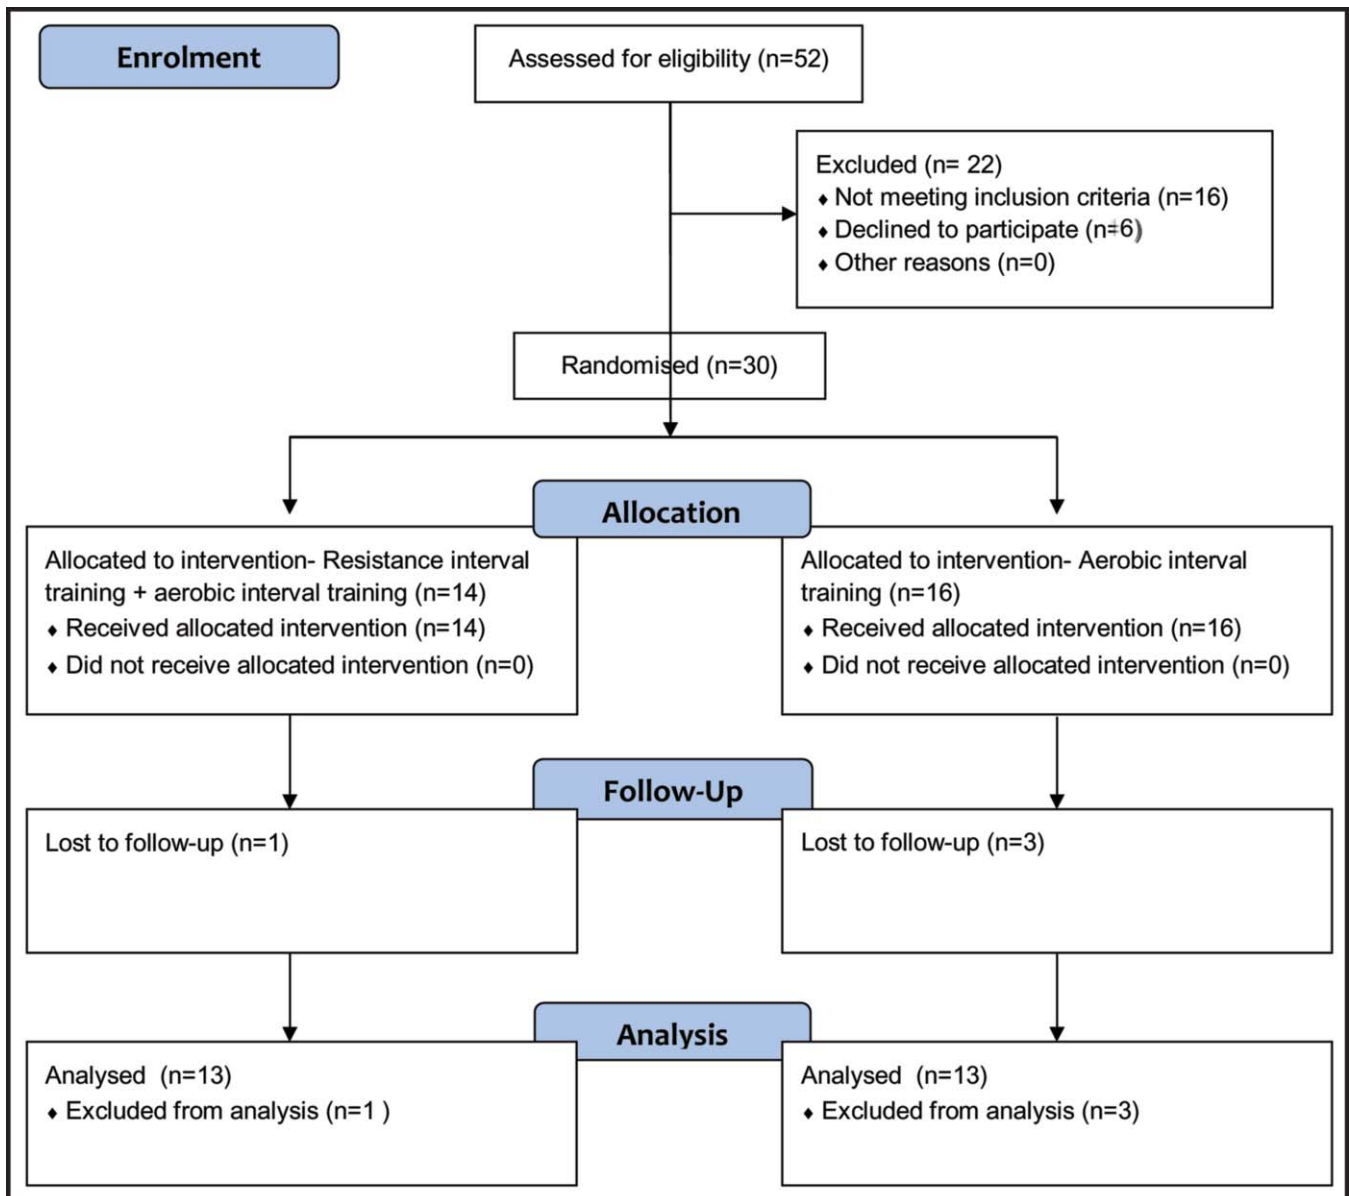 Enrolment
Assessed for eligibility (n=52)
Excluded (n= 22)
♦ Not meeting inclusion criteria (n=16)
♦ Declined to participate (n=6)
♦ Other reasons (n=0)
Randomised (n=30)
Allocation
Allocated to intervention- Resistance interval
training + aerobic interval training (n=14)
♦ Received allocated intervention (n=14)
♦ Did not receive allocated intervention (n=0)
Allocated to intervention- Aerobic interval
training (n=16)
♦ Received allocated intervention (n=16)
♦ Did not receive allocated intervention (n=0)
Follow-Up
Lost to follow-up (n=1)
Lost to follow-up (n=3)
Analysis
Analysed  (n=13)
♦ Excluded from analysis (n=1 )
Analysed  (n=13)
♦ Excluded from analysis (n=3)